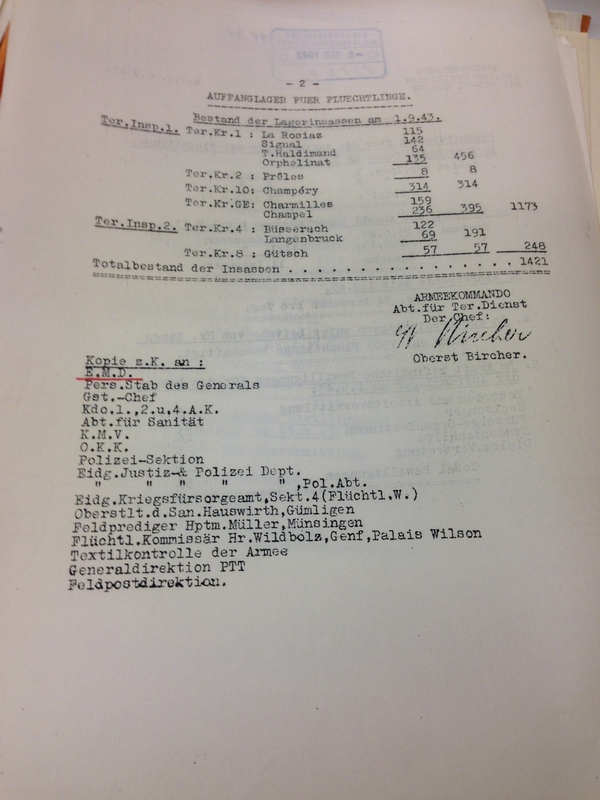 - 2 -
AUFFANGLAGER FUER FLUECHTLINGE.
Bestand der Lagerinsassen am 1.9.43.
Ter.Insp.1. Ter.Kr.1 : La Rosiaz 115
Signal 142
T.Haldimand 64
Orphelinat 135 456
Ter.Kr.2 : Prêles 8 8
Ter.Kr.10: Champéry 314 314
Ter.Kr.GE: Charmilles 159
Champel 236 395 1173
Ter.Insp.2. Ter.Kr.4 : Büsserach 122
Langenbruck 69 191
Ter.Kr.8 : Gütsch 57 57 248
Totalbestand der Insassen . . . . . . . . . . . . . . . . 1421
ARMEEKOMMANDO
Abt.für Ter.Dienst
Der Chef:
Bircher
Oberst Bircher.
Kopie z.K. an :
E.M.D.
Pers.Stab des Generals
Gst.-Chef
Kdo.1.,2.u.4.A.K.
Abt.für Sanität
K.M.V.
O.K.K.
Polizei-Sektion
Eidg.Justiz-& Polizei Dept.
" " " " ,Pol.Abt.
Eidg.Kriegsfürsorgeamt,Sekt.4(Flüchtl.W.)
Oberstlt.d.San.Hauswirth,Gümligen
Feldprediger Hptm.Müller,Münsingen
Flüchtl.Kommissär Hr.Wildbolz,Genf,Palais Wilson
Textilkontrolle der Armee
Generaldirektion PTT
Feldpostdirektion.